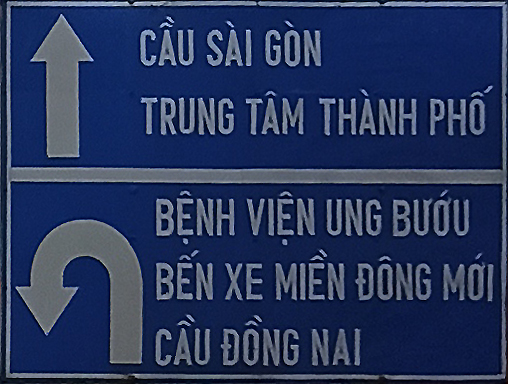 CẦU SÀI GÒN
TRUNG TÂM THÀNH PHỐ
BỆNH VIỆN UNG BƯỚU
BẾN XE MIỀN ĐÔNG MỚI
CẦU ĐỒNG NAI